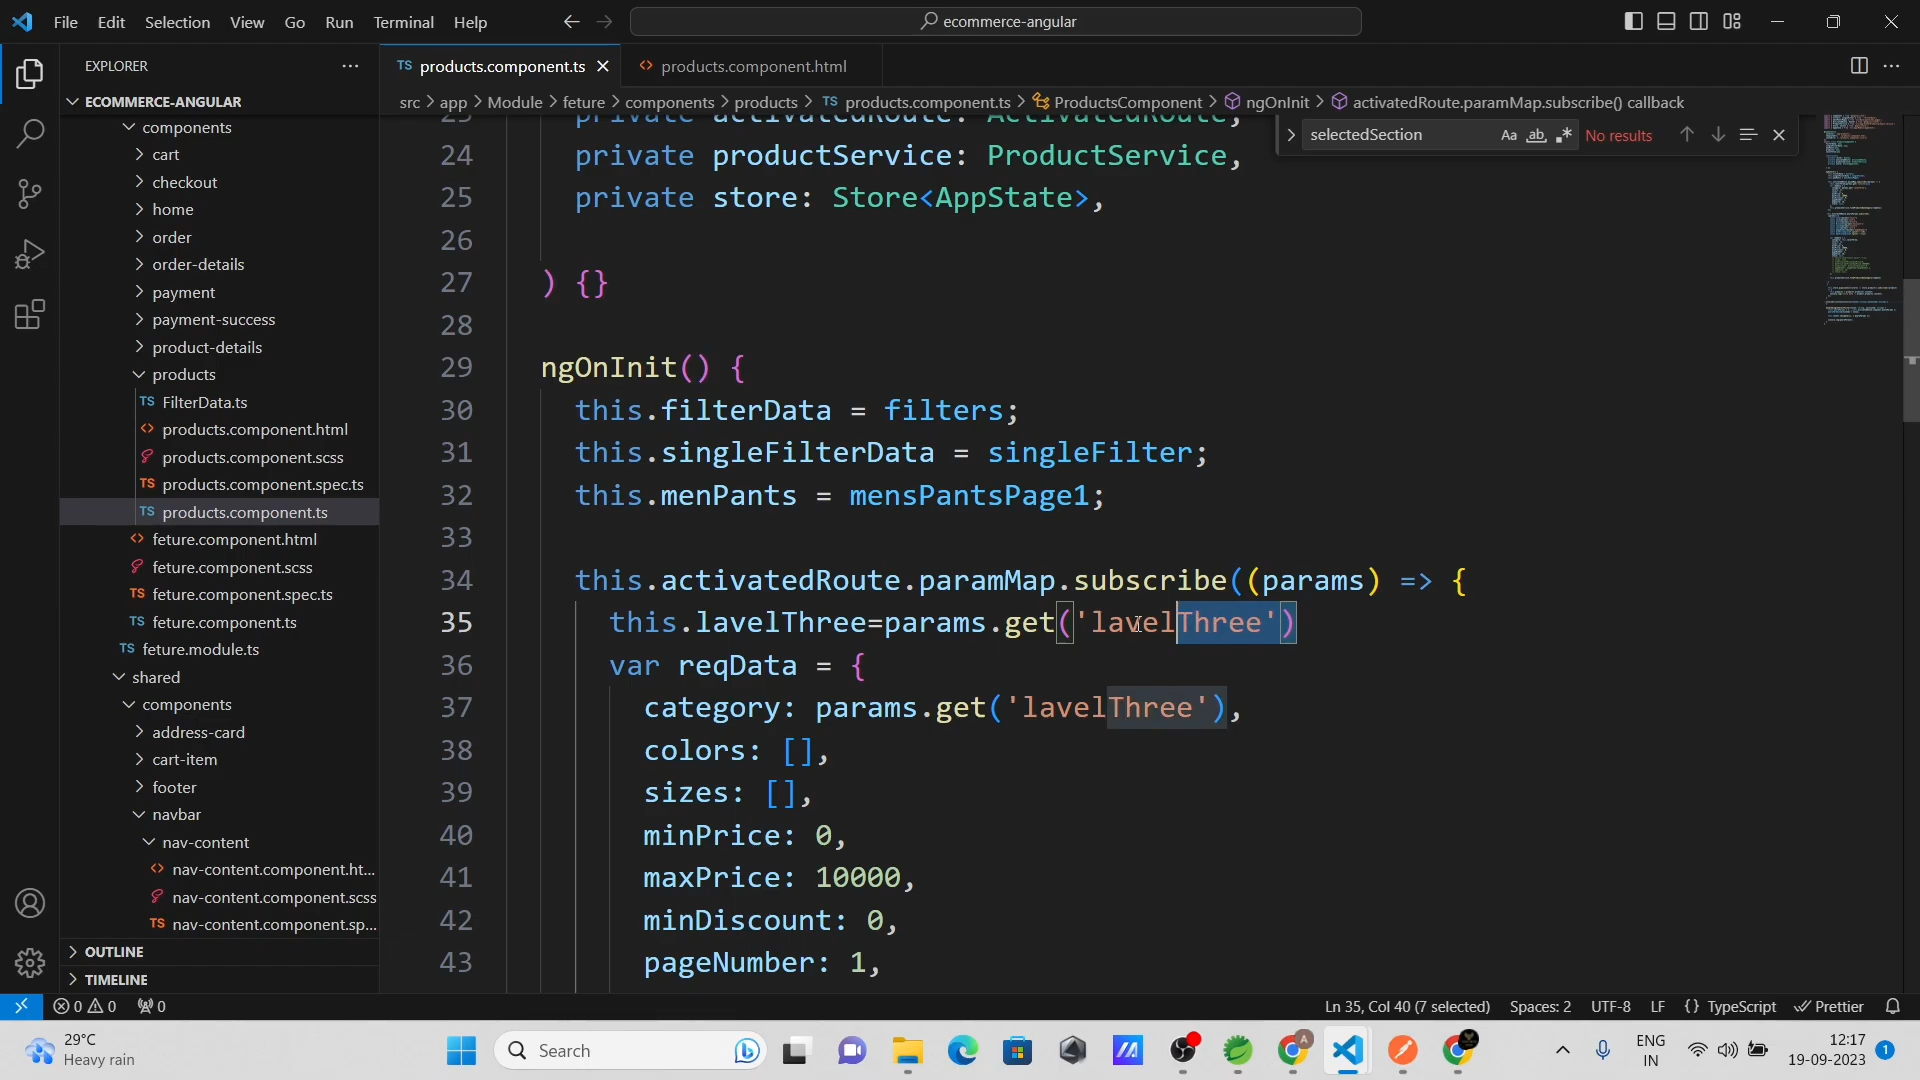 File Edit Selection View Go Run Terminal Help
ecommerce-angular
EXPLORER
TS products.component.ts
<> products.component.html
ECOMMERCE-ANGULAR
src > app > Module > feture > components > products > TS products.component.ts > ProductsComponent > ngOnInit > activatedRoute.paramMap.subscribe() callback
selectedSection
Aa ab .* No results
components
cart
checkout
home
order
order-details
payment
payment-success
product-details
products
TS FilterData.ts
<> products.component.html
products.component.scss
TS products.component.spec.ts
TS products.component.ts
<> feture.component.html
feture.component.scss
TS feture.component.spec.ts
TS feture.component.ts
TS feture.module.ts
shared
components
address-card
cart-item
footer
navbar
nav-content
<> nav-content.component.ht...
nav-content.component.scss
TS nav-content.component.sp...
OUTLINE
TIMELINE
23 private activatedRoute: ActivatedRoute,
24 private productService: ProductService,
25 private store: Store<AppState>,
26
27 ) {}
28
29 ngOnInit() {
30 this.filterData = filters;
31 this.singleFilterData = singleFilter;
32 this.menPants = mensPantsPage1;
33
34 this.activatedRoute.paramMap.subscribe((params) => {
35 this.lavelThree=params.get('lavelThree')
36 var reqData = {
37 category: params.get('lavelThree'),
38 colors: [],
39 sizes: [],
40 minPrice: 0,
41 maxPrice: 10000,
42 minDiscount: 0,
43 pageNumber: 1,
0 0 0
Ln 35, Col 40 (7 selected) Spaces: 2 UTF-8 LF {} TypeScript Prettier
29°C
Heavy rain
Search
ENG
IN
12:17
19-09-2023
1